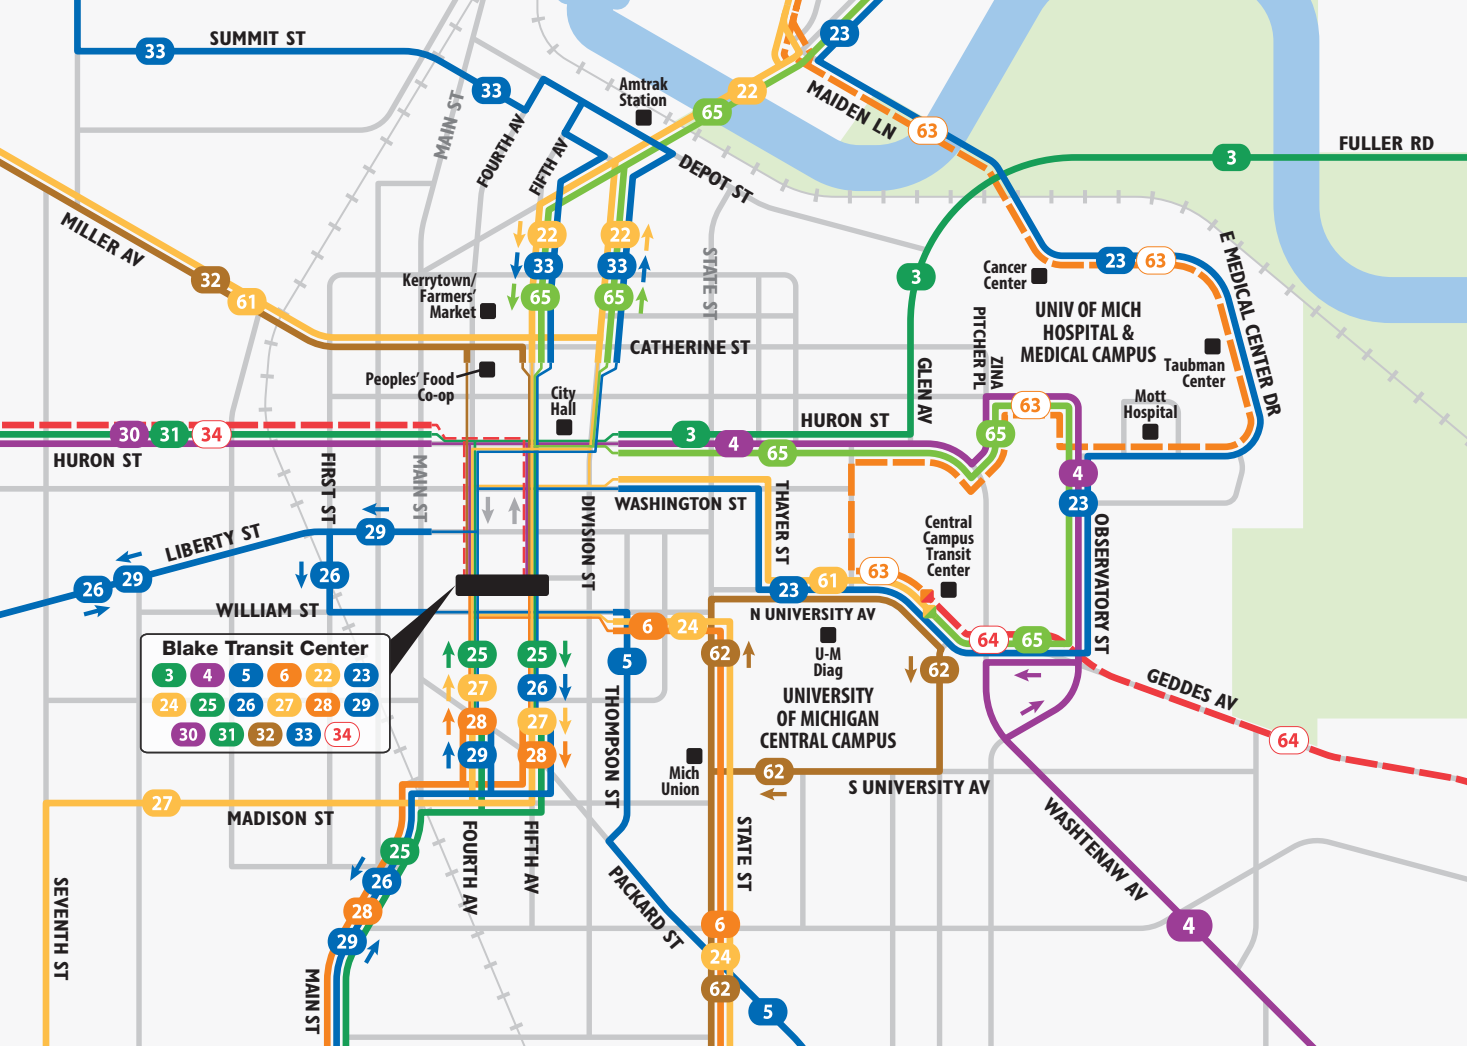 SUMMIT ST
33
33
23
Amtrak
Station
22
65
MAIDEN LN
63
FULLER RD
3
MAIN ST
FOURTH AV
FIFTH AV
DEPOT ST
MILLER AV
32
61
22
33
65
22
33
65
STATE ST
Kerrytown/
Farmers'
Market
CATHERINE ST
Peoples' Food
Co-op
City
Hall
3
GLEN AV
Cancer
Center
23
63
E MEDICAL CENTER DR
UNIV OF MICH
HOSPITAL &
MEDICAL CAMPUS
PITCHER PL
ZINA
Taubman
Center
Mott
Hospital
63
65
30
31
34
HURON ST
3
4
65
HURON ST
4
23
FIRST ST
MAIN ST
DIVISION ST
WASHINGTON ST
THAYER ST
OBSERVATORY ST
LIBERTY ST
29
26
29
26
WILLIAM ST
Central
Campus
Transit
Center
23
61
63
N UNIVERSITY AV
64
65
U-M
Diag
6
24
62
5
62
Blake Transit Center
3
4
5
6
22
23
24
25
26
27
28
29
30
31
32
33
34
25
27
28
29
25
26
27
28
THOMPSON ST
UNIVERSITY
OF MICHIGAN
CENTRAL CAMPUS
Mich
Union
62
S UNIVERSITY AV
GEDDES AV
64
27
MADISON ST
FOURTH AV
FIFTH AV
STATE ST
WASHTENAW AV
4
25
26
28
29
SEVENTH ST
MAIN ST
PACKARD ST
6
24
62
5